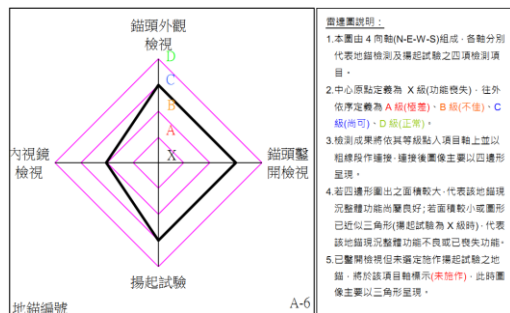 錨頭外觀
檢視
D
C
B
A
X
內視鏡
檢視
錨頭鑿
開檢視
揚起試驗
地錨編號
A-6
雷達圖說明：
1.本圖由 4 向軸(N-E-W-S)組成，各軸分別
代表地錨檢測及揚起試驗之四項檢測項
目。
2.中心原點定義為 X 級(功能喪失)，往外
依序定義為 A 級(極差)、B 級(不佳)、C
級(尚可)、D 級(正常)。
3.檢測成果將依其等級點入項目軸上並以
粗線段作連接，連接後圖像主要以四邊形
呈現。
4.若四邊形圍出之面積較大，代表該地錨現
況整體功能尚屬良好；若面積較小或圖形
已近似三角形(揚起試驗為 X 級時)，代表
該地錨現況整體功能不良或已喪失功能。
5.已鑿開檢視但未選定施作揚起試驗之地
錨，將於該項目軸標示(未施作)，此時圖
像主要以三角形呈現。